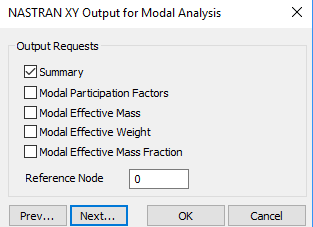 NASTRAN XY Output for Modal Analysis
Output Requests
Summary
Modal Participation Factors
Modal Effective Mass
Modal Effective Weight
Modal Effective Mass Fraction
Reference Node 0
Prev... Next... OK Cancel